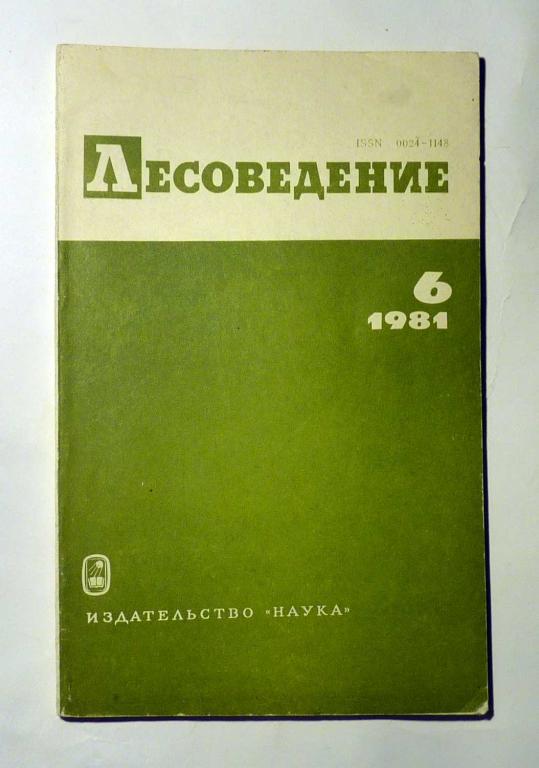 ISSN 0024-1148
ЛЕСОВЕДЕНИЕ
6
1981
ИЗДАТЕЛЬСТВО «НАУКА»